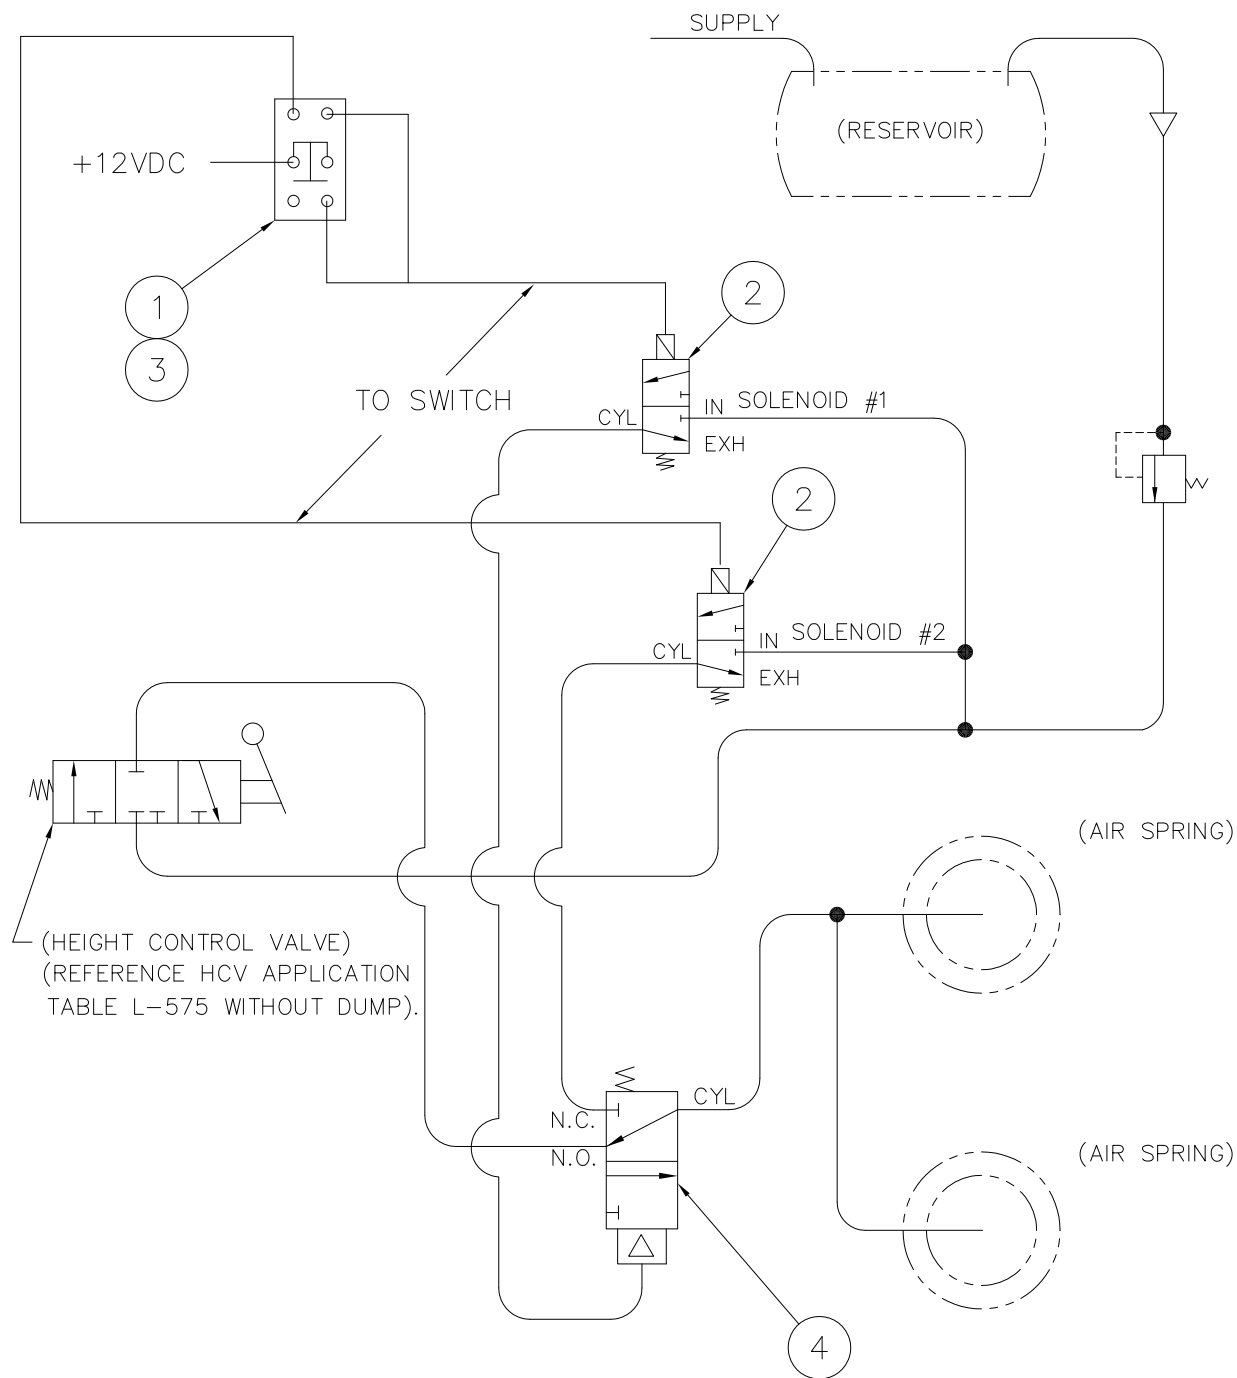 SUPPLY
(RESERVOIR)
+12VDC
1
3
2
TO SWITCH
IN SOLENOID #1
CYL
EXH
2
IN SOLENOID #2
CYL
EXH
(AIR SPRING)
(HEIGHT CONTROL VALVE)
(REFERENCE HCV APPLICATION
TABLE L-575 WITHOUT DUMP).
CYL
N.C.
N.O.
(AIR SPRING)
4